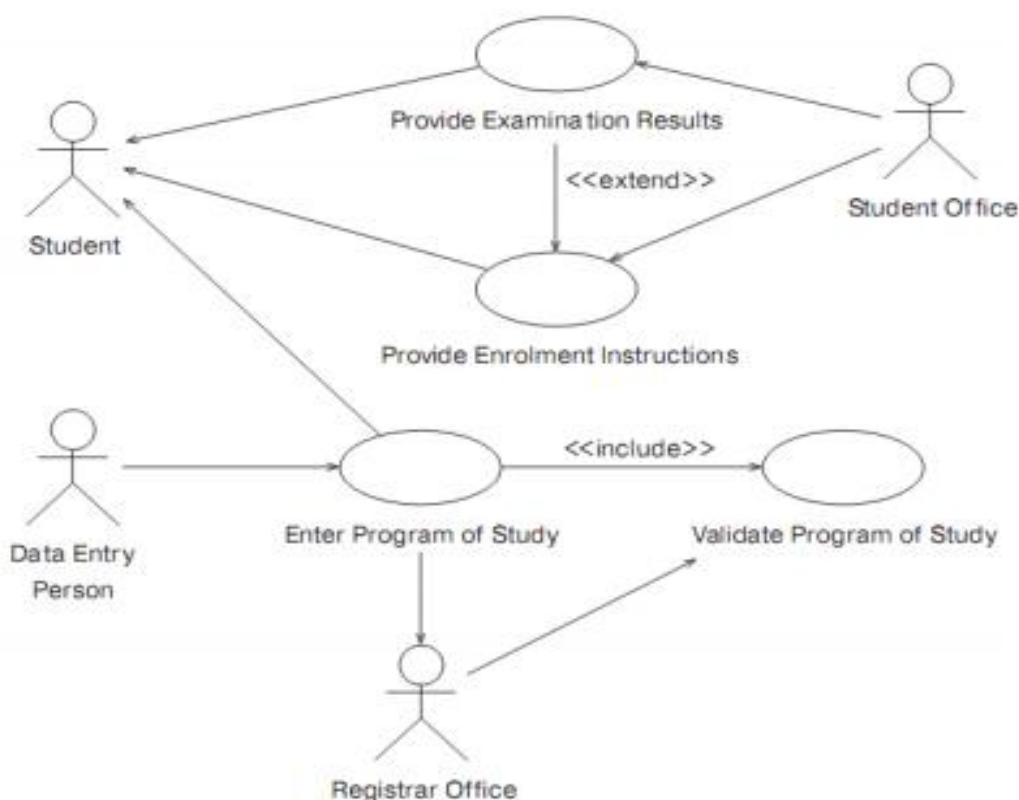 Provide Examination Results
<<extend>>
Student Office
Student
Provide Enrolment Instructions
<<include>>
Enter Program of Study
Validate Program of Study
Data Entry
Person
Registrar Office